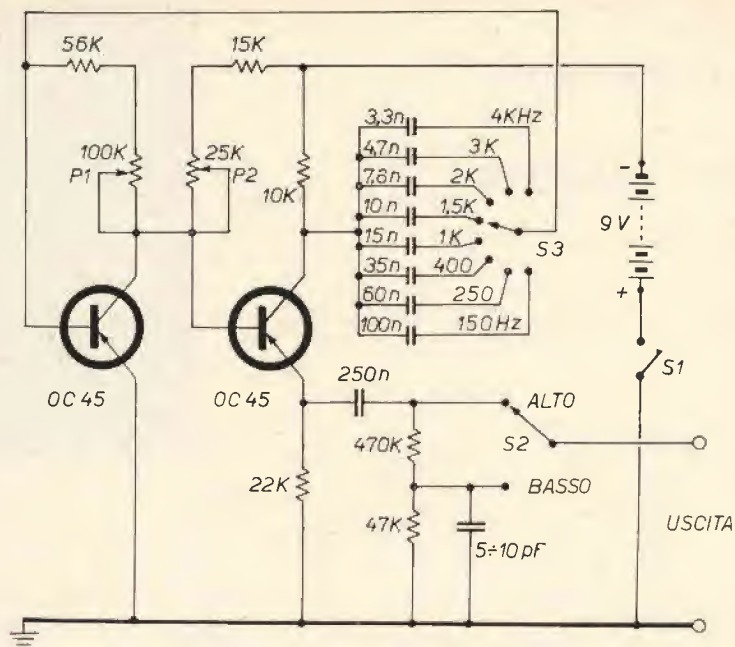 56K
15K
100K
P1
25K
P2
10K
3,3n
4KHz
4,7n
3K
7,8n
2K
10n
1,5K
15n
1K
35n
400
60n
250
100n
150Hz
S3
-
9V
+
S1
OC45
OC45
250n
ALTO
S2
470K
BASSO
22K
47K
5÷10pF
USCITA